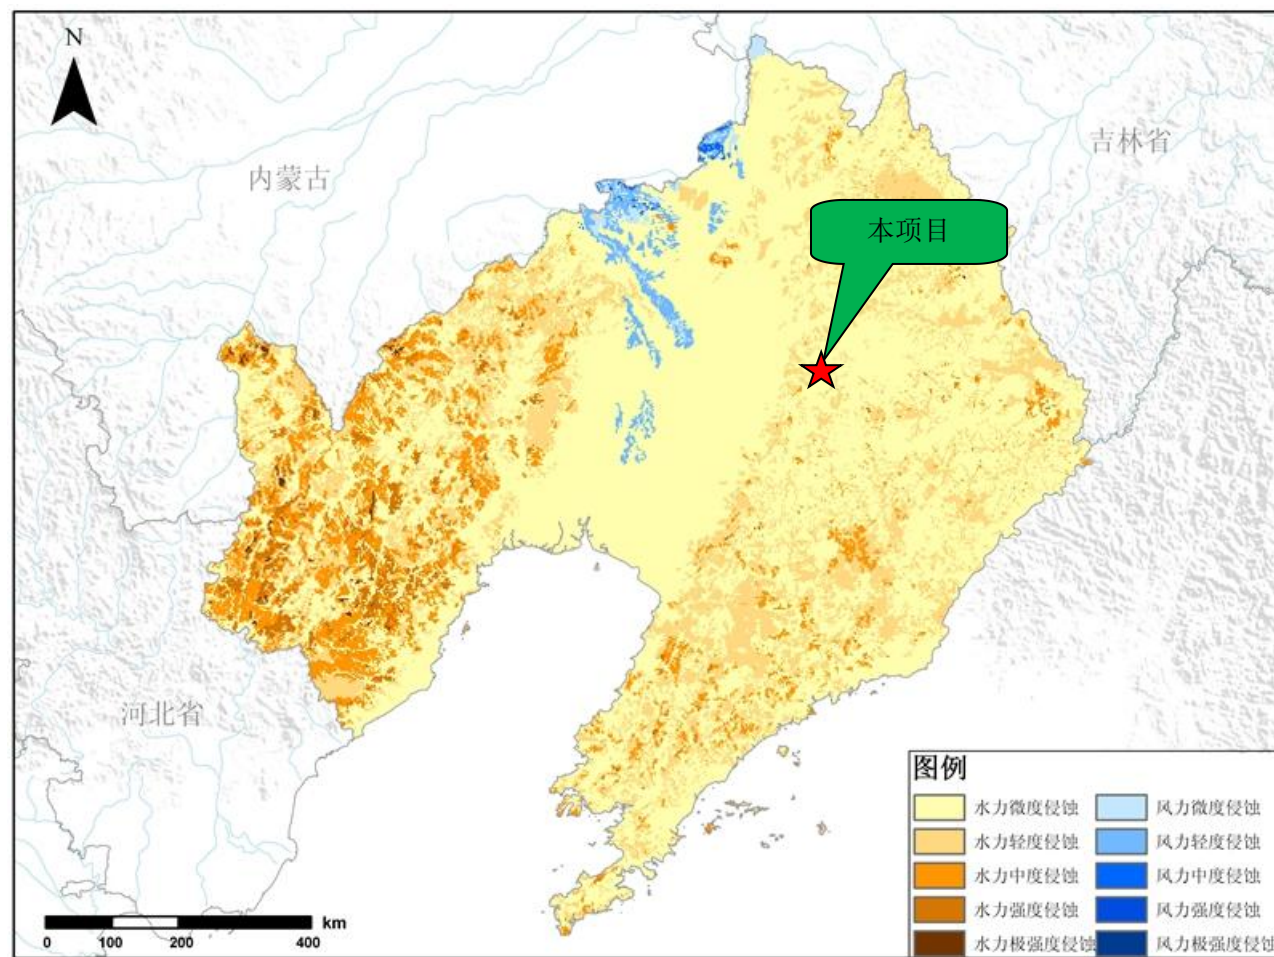 N
内蒙古
吉林省
本项目
河北省
图例
水力微度侵蚀 风力微度侵蚀
水力轻度侵蚀 风力轻度侵蚀
水力中度侵蚀 风力中度侵蚀
水力强度侵蚀 风力强度侵蚀
水力极强度侵蚀 风力极强度侵蚀
km
0 100 200 400